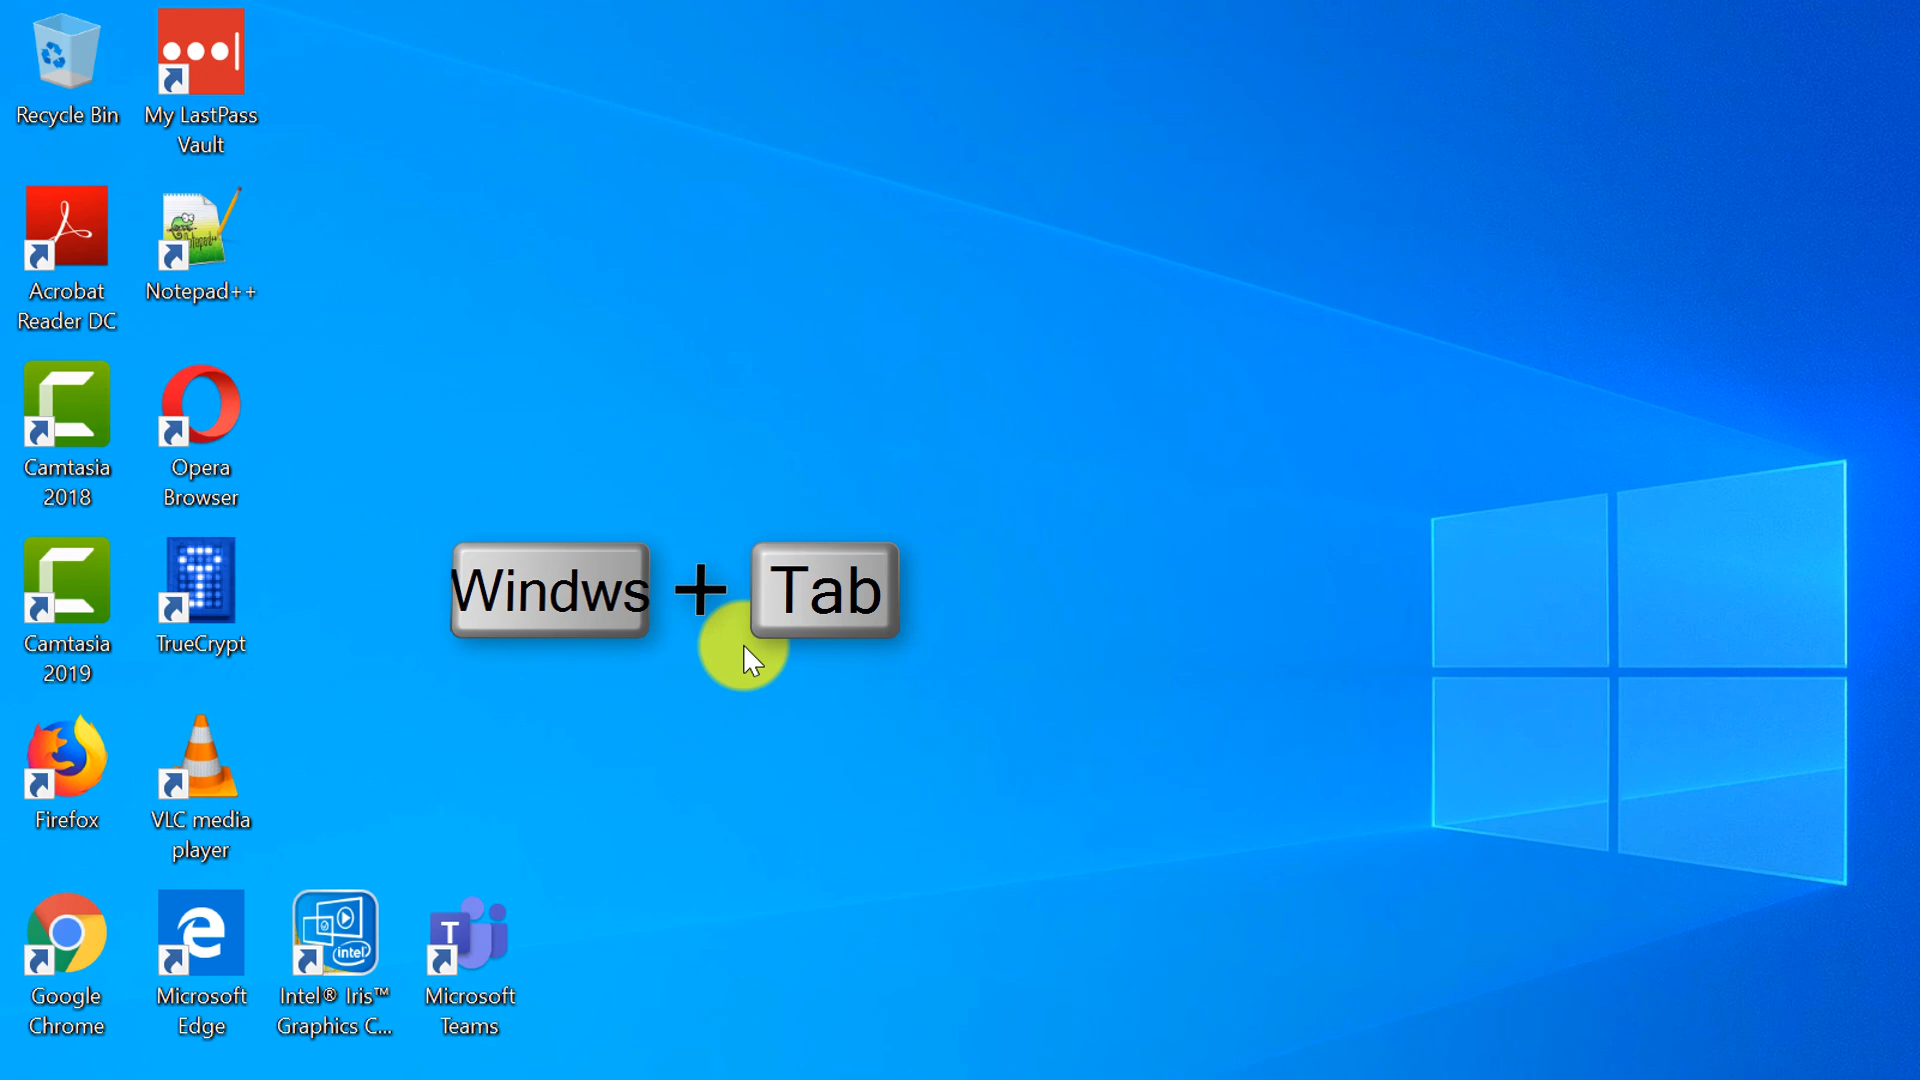 Recycle Bin
My LastPass
Vault
Acrobat
Reader DC
Notepad++
Camtasia
2018
Opera
Browser
Windws + Tab
Camtasia
2019
TrueCrypt
Firefox
VLC media
player
Google
Chrome
Microsoft
Edge
intel
Intel® Iris™
Graphics C...
T
Microsoft
Teams